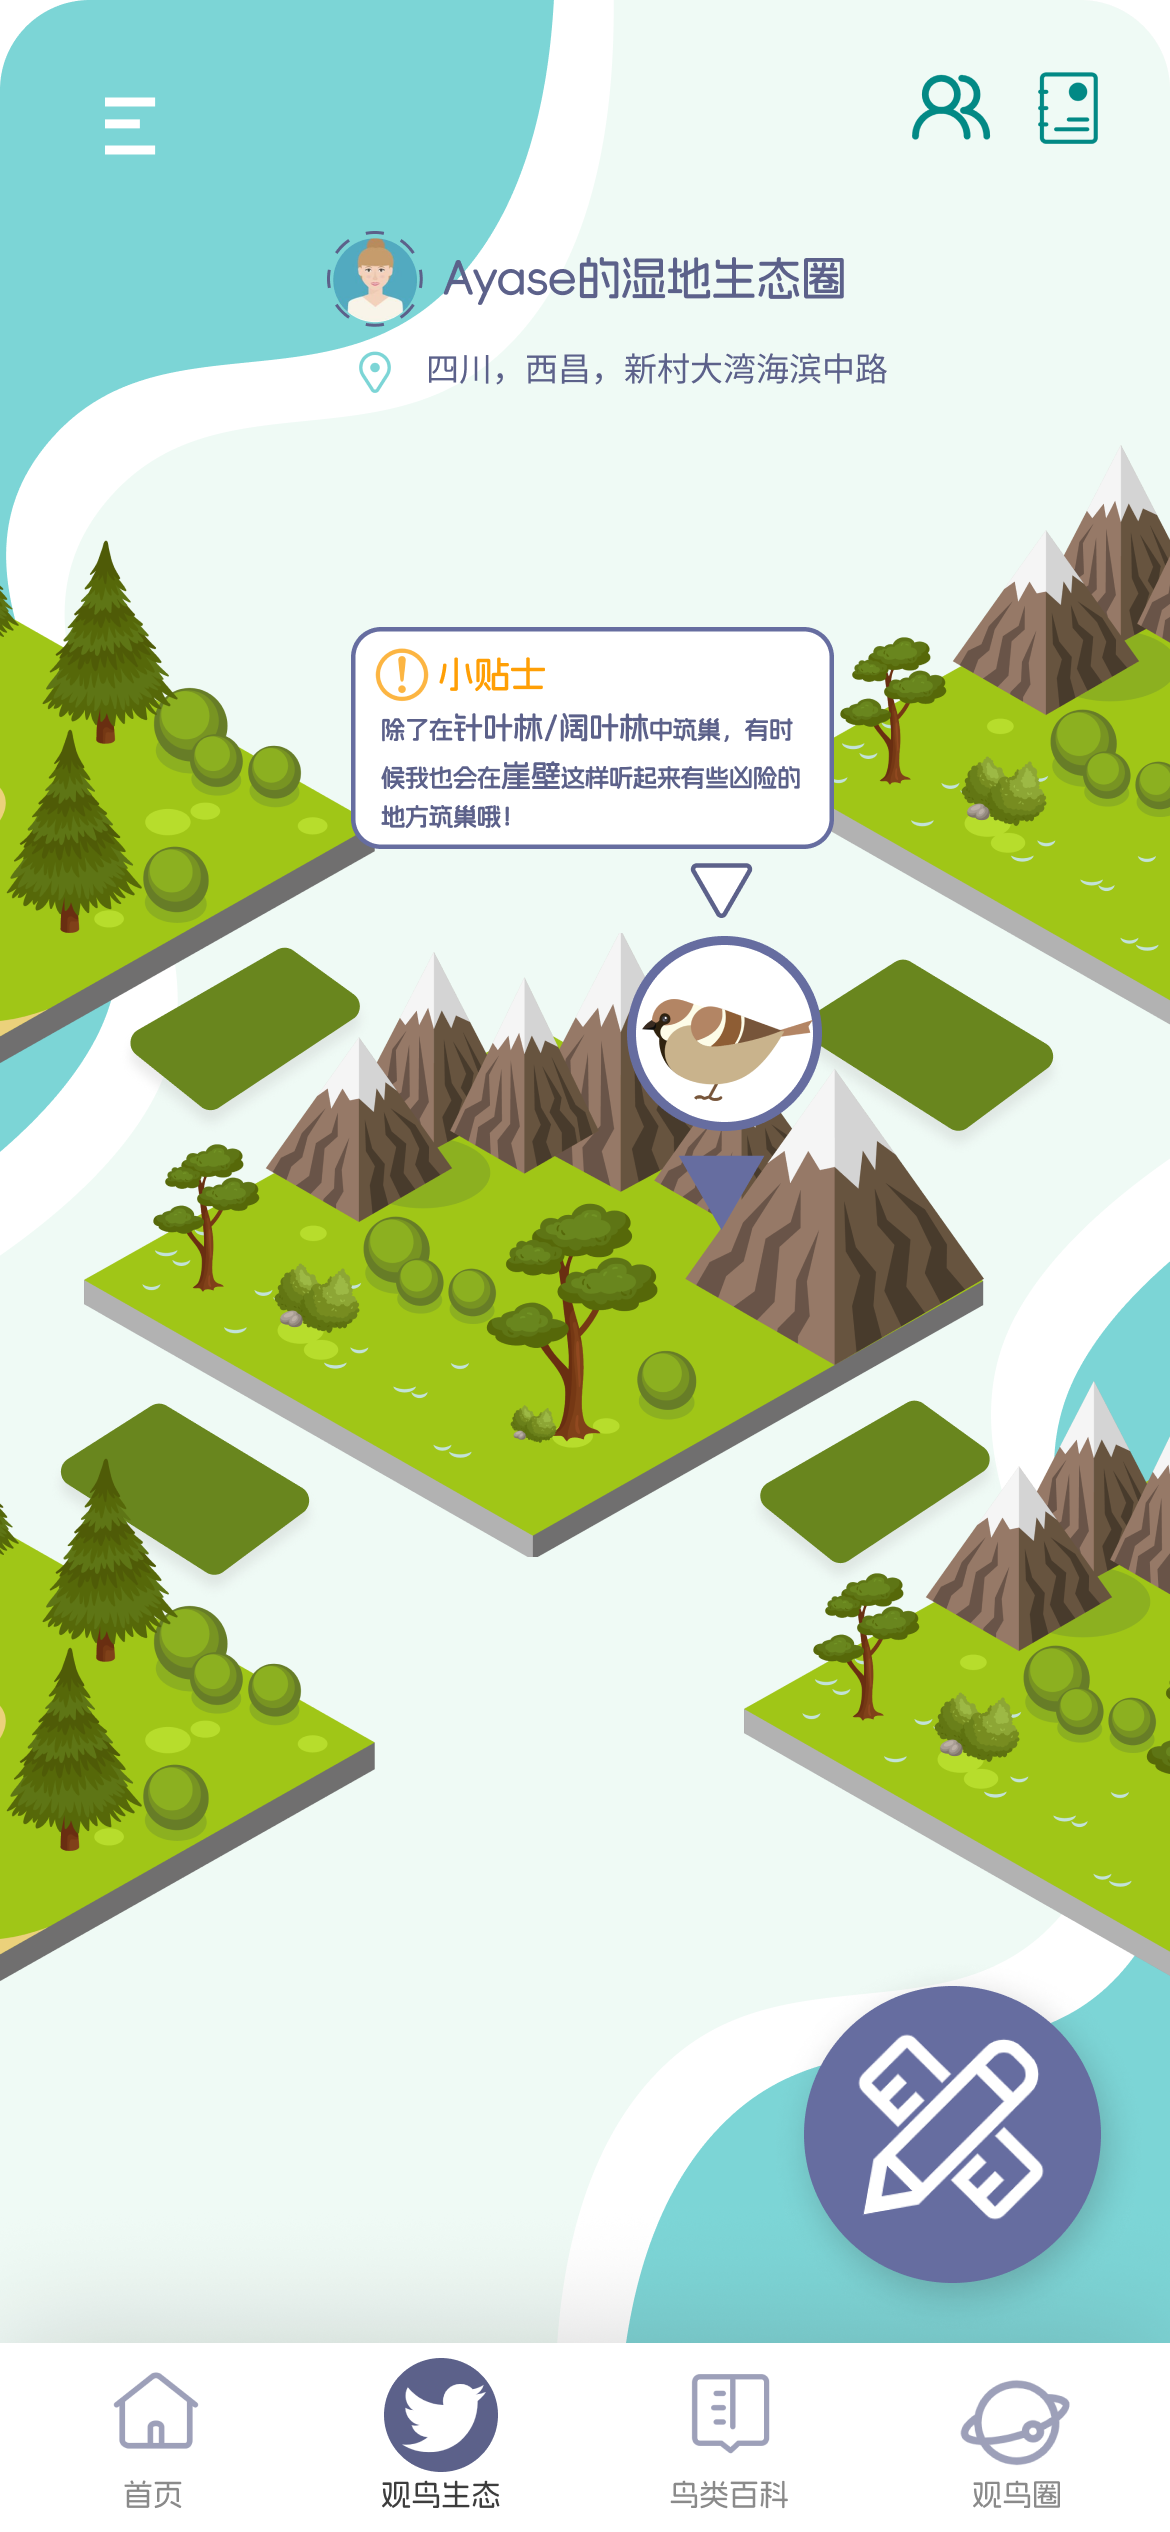 Ayase的湿地生态圈
四川，西昌，新村大湾海滨中路
小贴士
除了在针叶林/阔叶林中筑巢，有时
候我也会在崖壁这样听起来有些凶险的
地方筑巢哦！
首页
观鸟生态
鸟类百科
观鸟圈